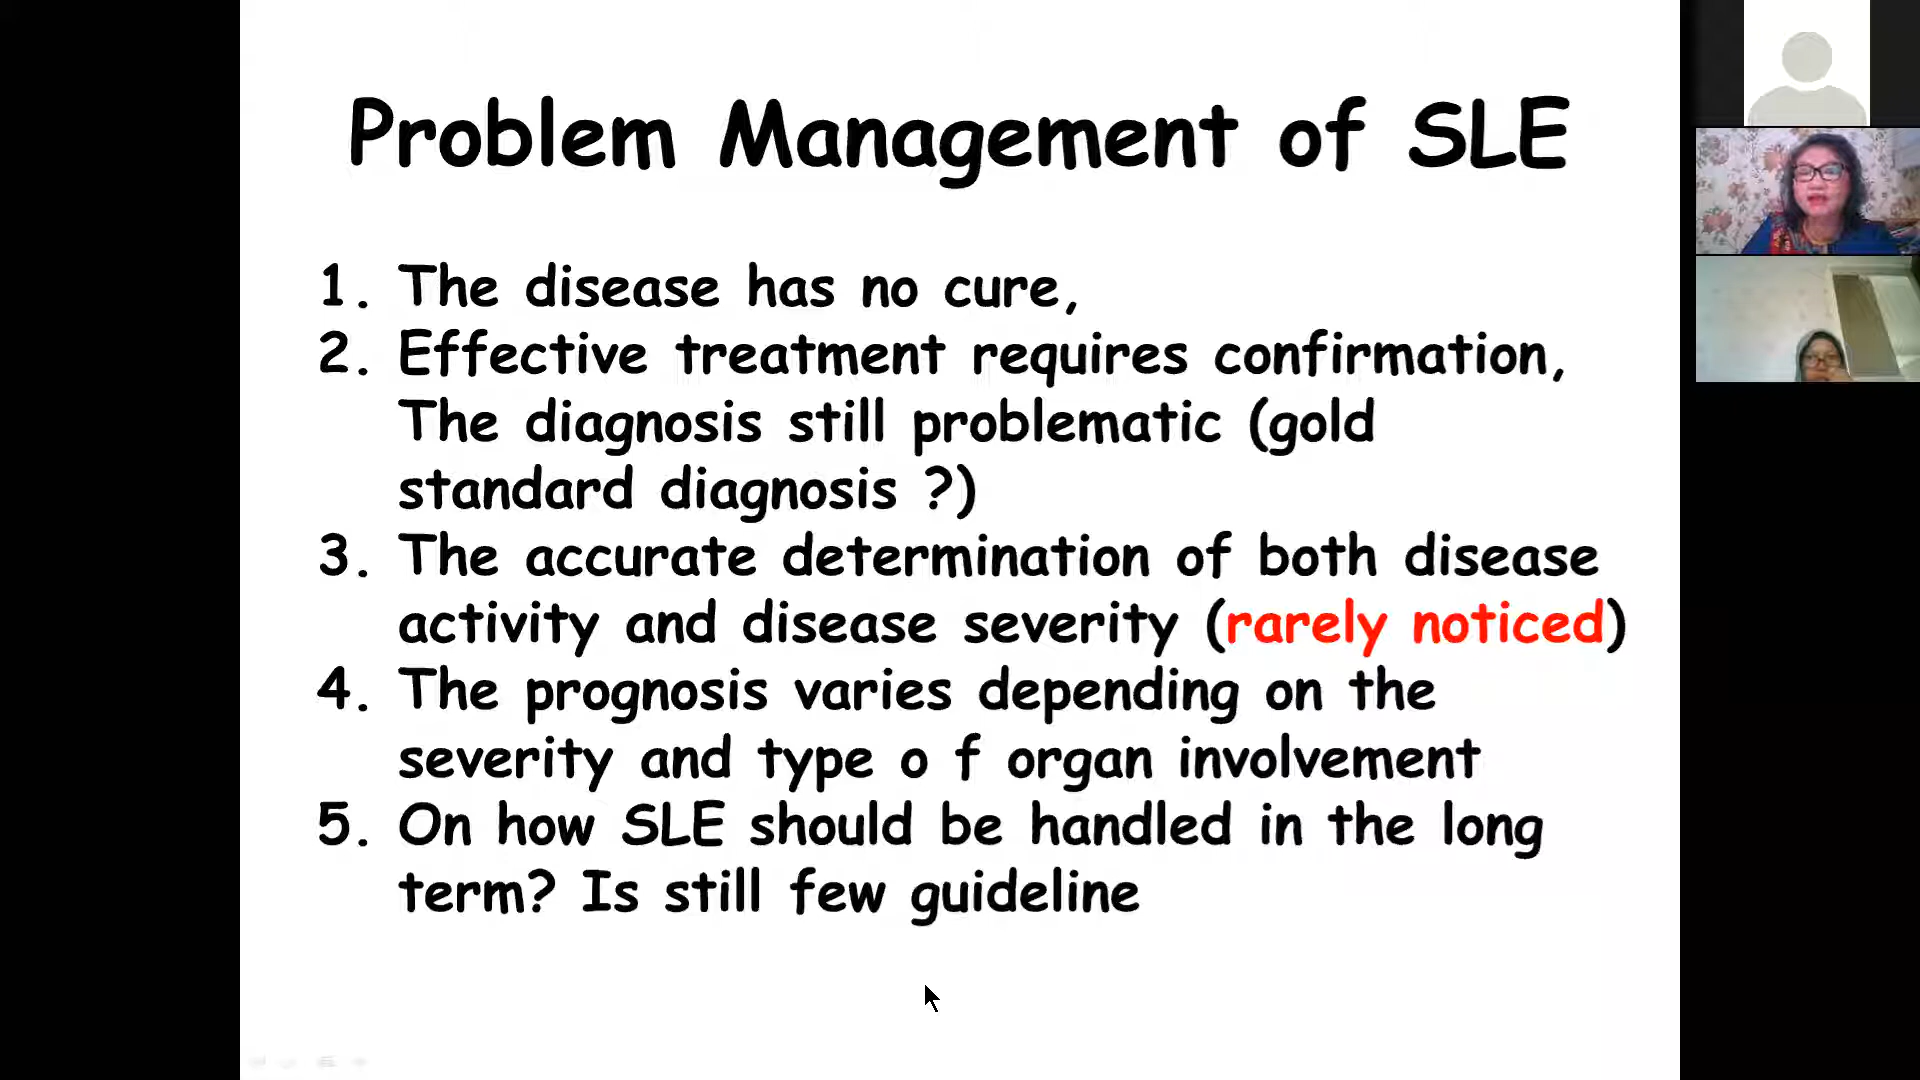 Problem Management of SLE
1. The disease has no cure,
2. Effective treatment requires confirmation,
The diagnosis still problematic (gold
standard diagnosis ?)
3. The accurate determination of both disease
activity and disease severity (rarely noticed)
4. The prognosis varies depending on the
severity and type o f organ involvement
5. On how SLE should be handled in the long
term? Is still few guideline